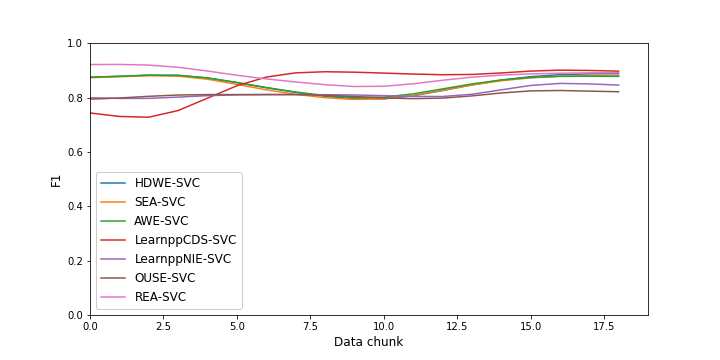 1.0
0.8
0.6
0.4
0.2
0.0
F1
HDWE-SVC
SEA-SVC
AWE-SVC
LearnppCDS-SVC
LearnppNIE-SVC
OUSE-SVC
REA-SVC
0.0 2.5 5.0 7.5 10.0 12.5 15.0 17.5
Data chunk